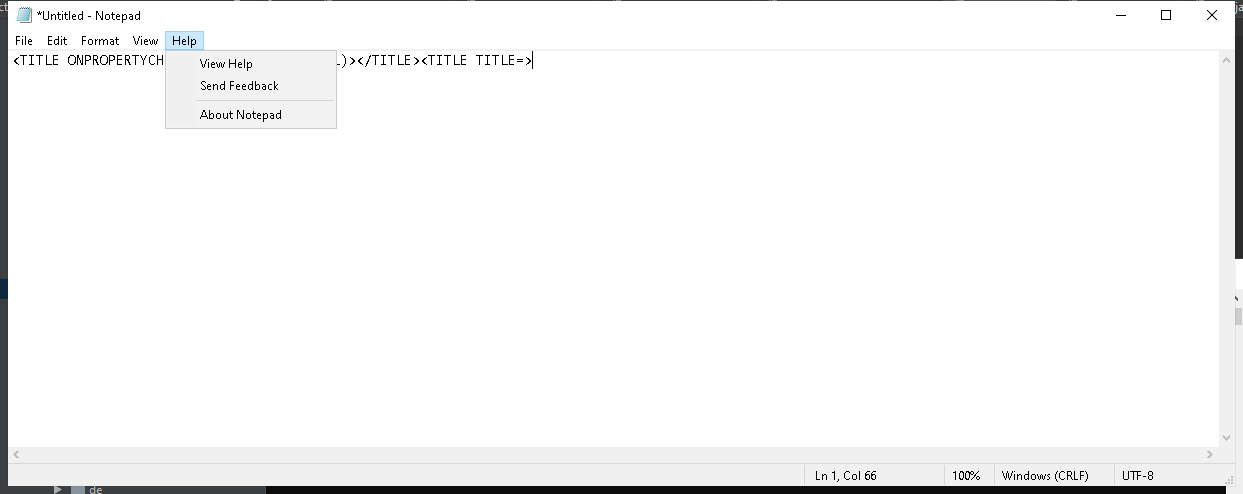 *Untitled - Notepad
File Edit Format View Help
<TITLE ONPROPERTYCH )></TITLE><TITLE TITLE=>
View Help
Send Feedback
About Notepad
Ln 1, Col 66 100% Windows (CRLF) UTF-8
de